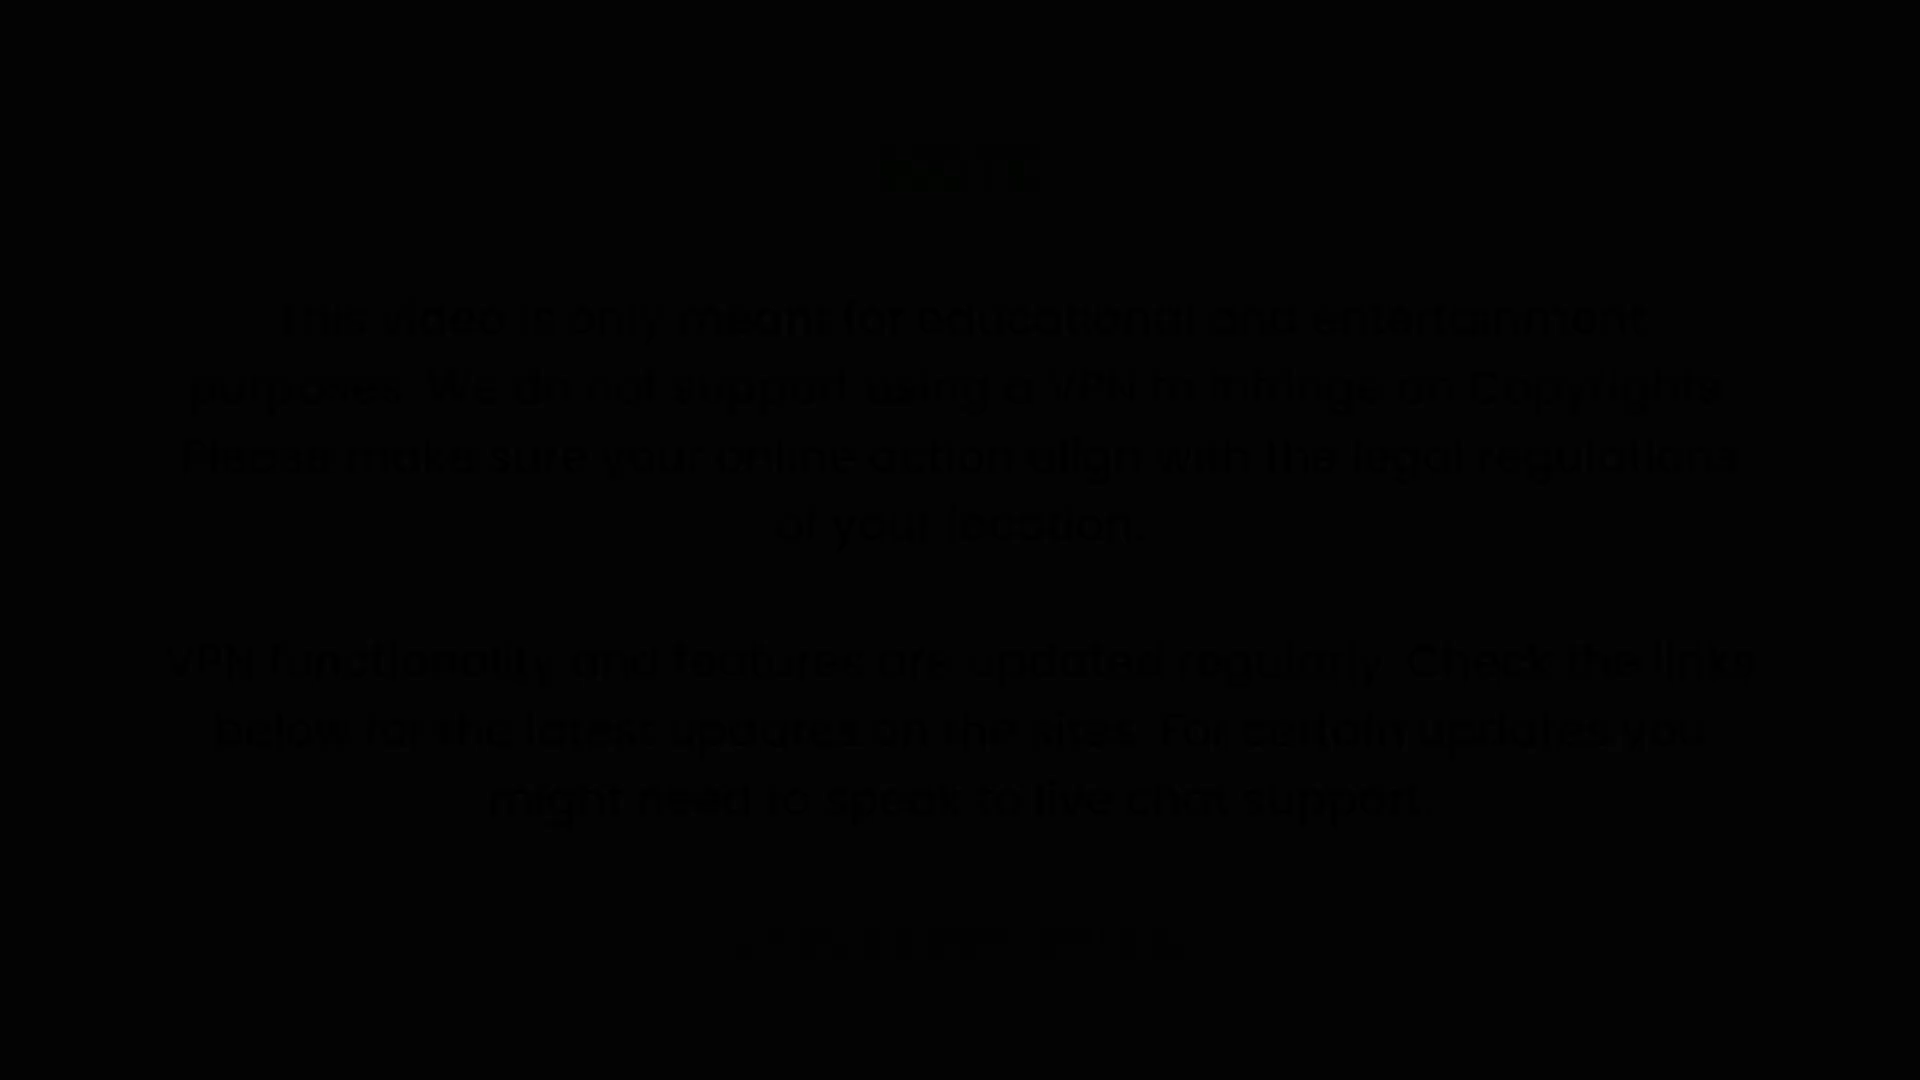 This video is only meant for educational and entertainment
purposes. We do not support using a VPN to infringe on Copyrights.
Please make sure your online action align with the legal regulations
of your location.
VPN functionality and features are updated regularly. Check the links
below for the latest updates on the sites. For certain updates you
might need to speak to live chat support.